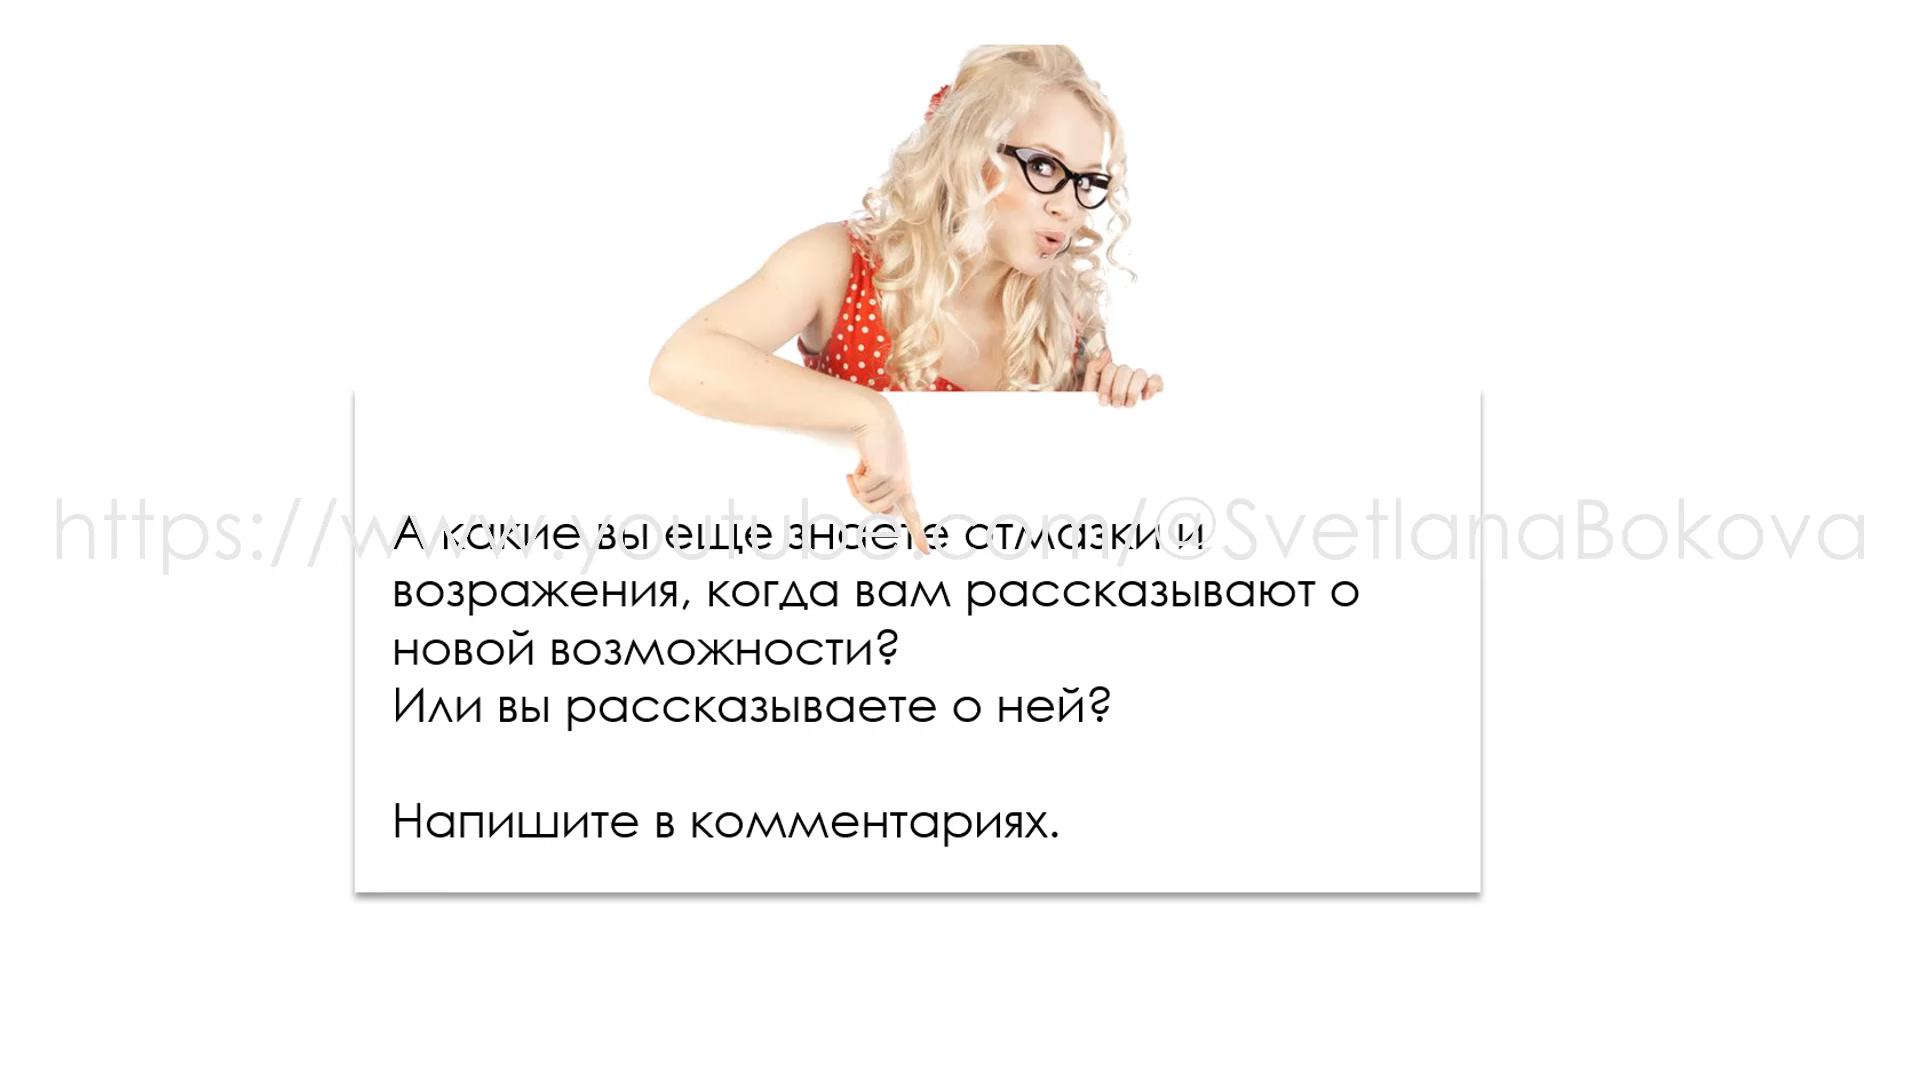 https://www.youtube.com/@SvetlanaBokova
А какие вы еще знаете отмазки и
возражения, когда вам рассказывают о
новой возможности?
Или вы рассказываете о ней?
Напишите в комментариях.